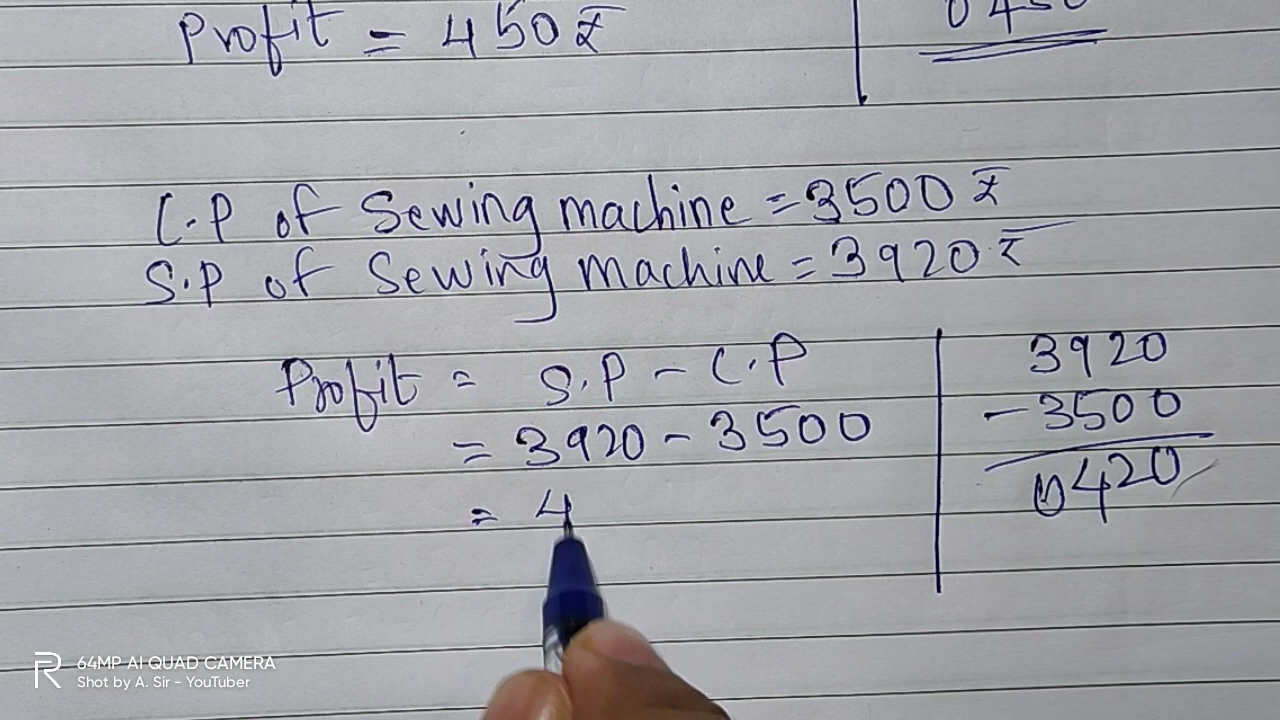 Profit = 450 ₹
0450
C.P of Sewing machine = 3500 ₹
S.P of Sewing machine = 3920 ₹
Profit = S.P - C.P
= 3920 - 3500
= 4
3920
- 3500
0420
64MP AI QUAD CAMERA
Shot by A. Sir - YouTuber